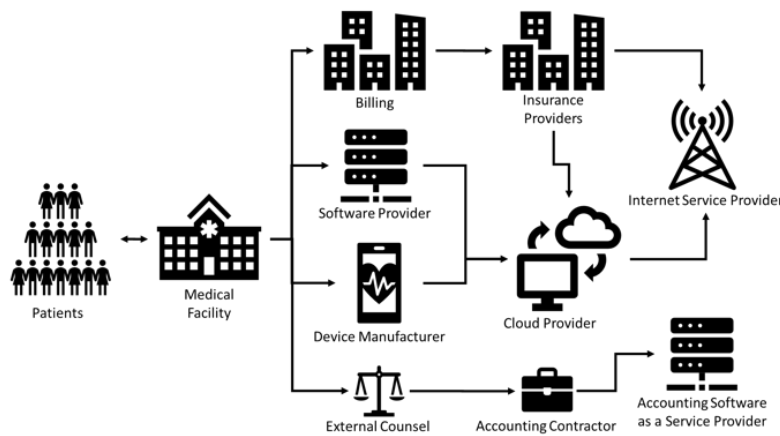 Billing
Insurance
Providers
Internet Service Provider
Software Provider
Patients
Medical
Facility
Device Manufacturer
Cloud Provider
External Counsel
Accounting Contractor
Accounting Software
as a Service Provider